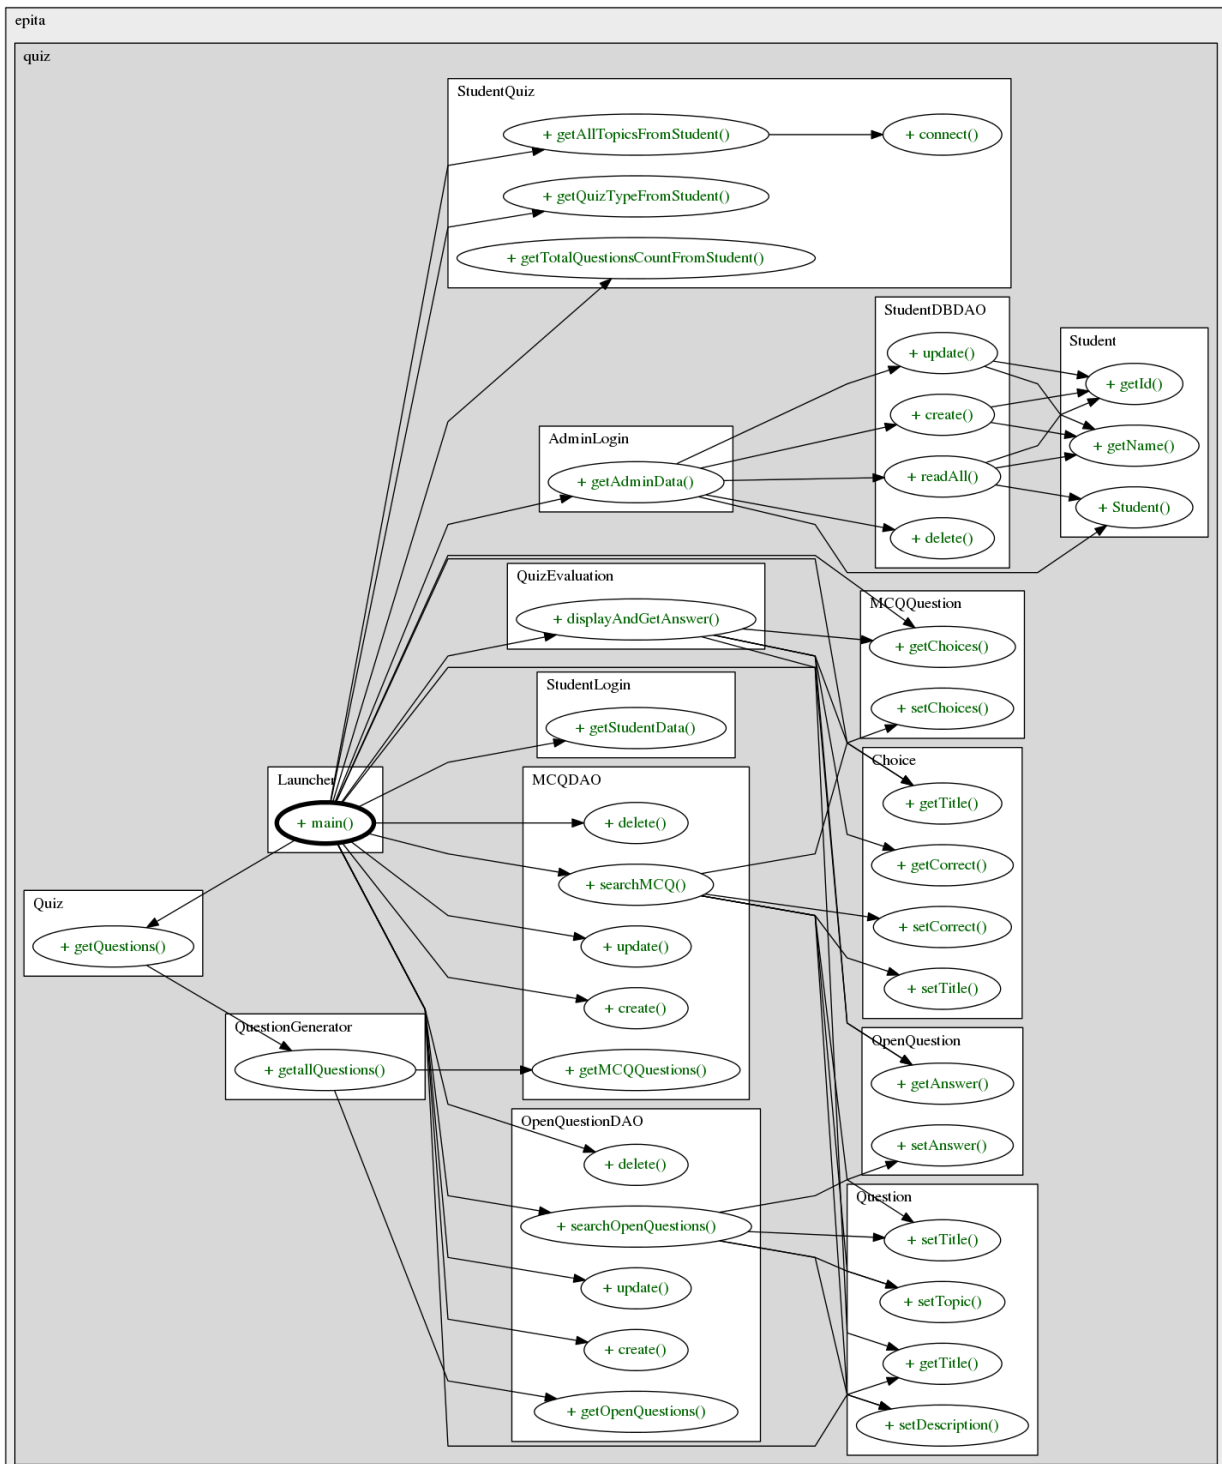 epita
quiz
StudentQuiz
+ getAllTopicsFromStudent()
+ connect()
+ getQuizTypeFromStudent()
+ getTotalQuestionsCountFromStudent()
StudentDBDAO
+ update()
+ create()
+ readAll()
+ delete()
Student
+ getId()
+ getName()
+ Student()
AdminLogin
+ getAdminData()
QuizEvaluation
+ displayAndGetAnswer()
MCQQuestion
+ getChoices()
+ setChoices()
StudentLogin
+ getStudentData()
Launcher
+ main()
MCQDAO
+ delete()
+ searchMCQ()
+ update()
+ create()
+ getMCQQuestions()
Choice
+ getTitle()
+ getCorrect()
+ setCorrect()
+ setTitle()
Quiz
+ getQuestions()
QuestionGenerator
+ getallQuestions()
OpenQuestion
+ getAnswer()
+ setAnswer()
OpenQuestionDAO
+ delete()
+ searchOpenQuestions()
+ update()
+ create()
+ getOpenQuestions()
Question
+ setTitle()
+ setTopic()
+ getTitle()
+ setDescription()